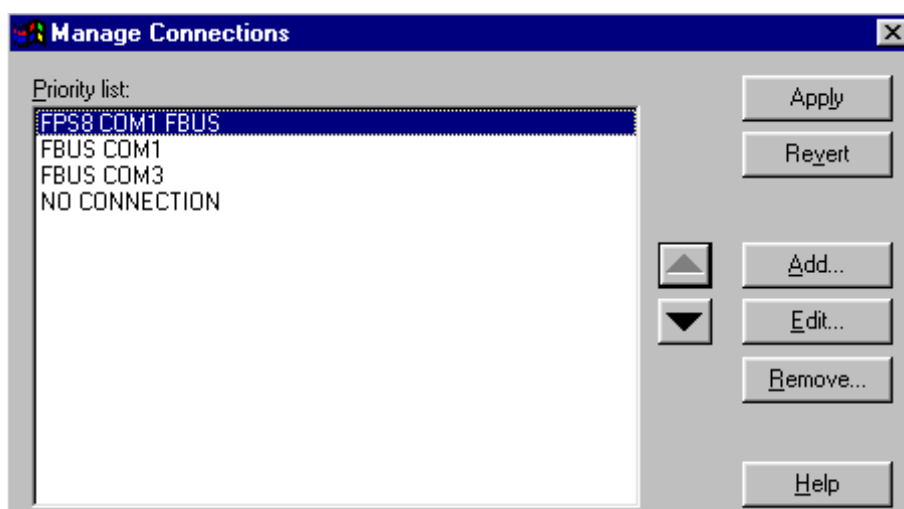 Manage Connections
Priority list:
FPS8 COM1 FBUS
FBUS COM1
FBUS COM3
NO CONNECTION
Apply
Revert
Add...
Edit...
Remove...
Help